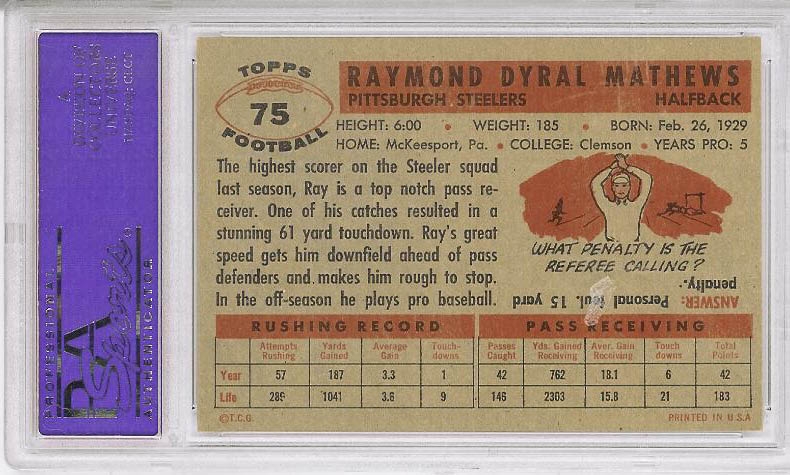 A
DIVISION OF
COLLECTORS
UNIVERSE
NASDAQ: CLCT
PROFESSIONAL
PSA
Sports
AUTHENTICATOR
TOPPS
75
FOOTBALL
RAYMOND DYRAL MATHEWS
PITTSBURGH STEELERS HALFBACK
HEIGHT: 6:00 • WEIGHT: 185 • BORN: Feb. 26, 1929
HOME: McKeesport, Pa. • COLLEGE: Clemson • YEARS PRO: 5
The highest scorer on the Steeler squad
last season, Ray is a top notch pass re-
ceiver. One of his catches resulted in a
stunning 61 yard touchdown. Ray's great
speed gets him downfield ahead of pass
defenders and makes him rough to stop.
In the off-season he plays pro baseball.
WHAT PENALTY IS THE
REFEREE CALLING?
ANSWER: Personal foul. 15 yard
penalty.
RUSHING RECORD PASS RECEIVING
Attempts Rushing Yards Gained Average Gain Touch-downs Passes Caught Yds. Gained Receiving Aver. Gain Receiving Touch downs Total Points
Year 57 187 3.3 1 42 762 18.1 6 42
Life 286 1041 3.6 9 146 2303 15.8 21 183
©T.C.G. PRINTED IN U.S.A